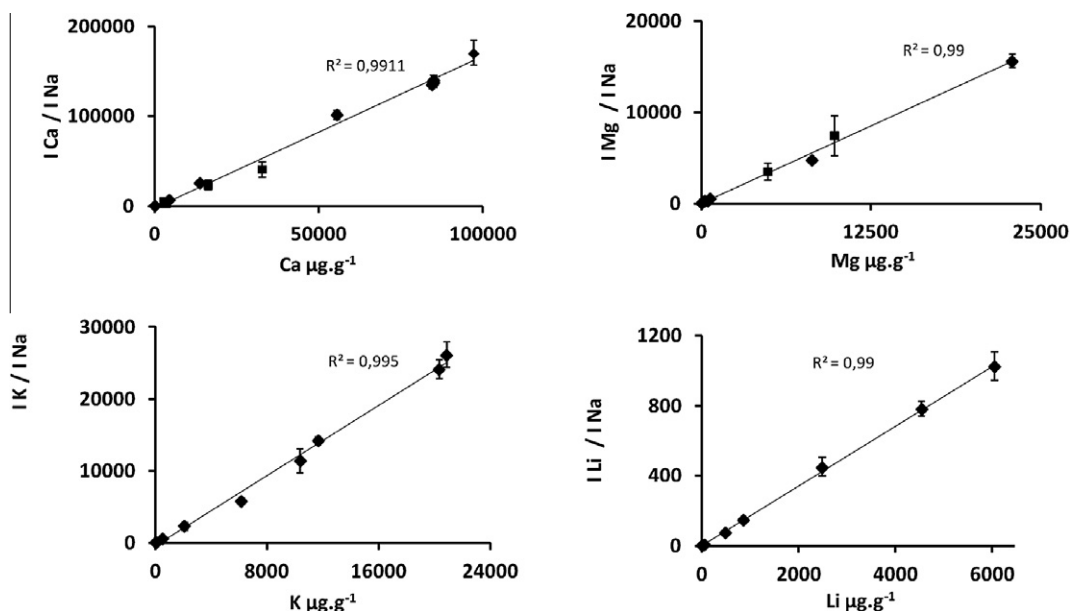 200000
100000
0
I Ca / I Na
R² = 0,9911
0
50000
100000
Ca µg.g⁻¹
20000
10000
0
I Mg / I Na
R² = 0,99
0
12500
25000
Mg µg.g⁻¹
30000
20000
10000
0
I K / I Na
R² = 0,995
0
8000
16000
24000
K µg.g⁻¹
1200
800
400
0
I Li / I Na
R² = 0,99
0
2000
4000
6000
Li µg.g⁻¹